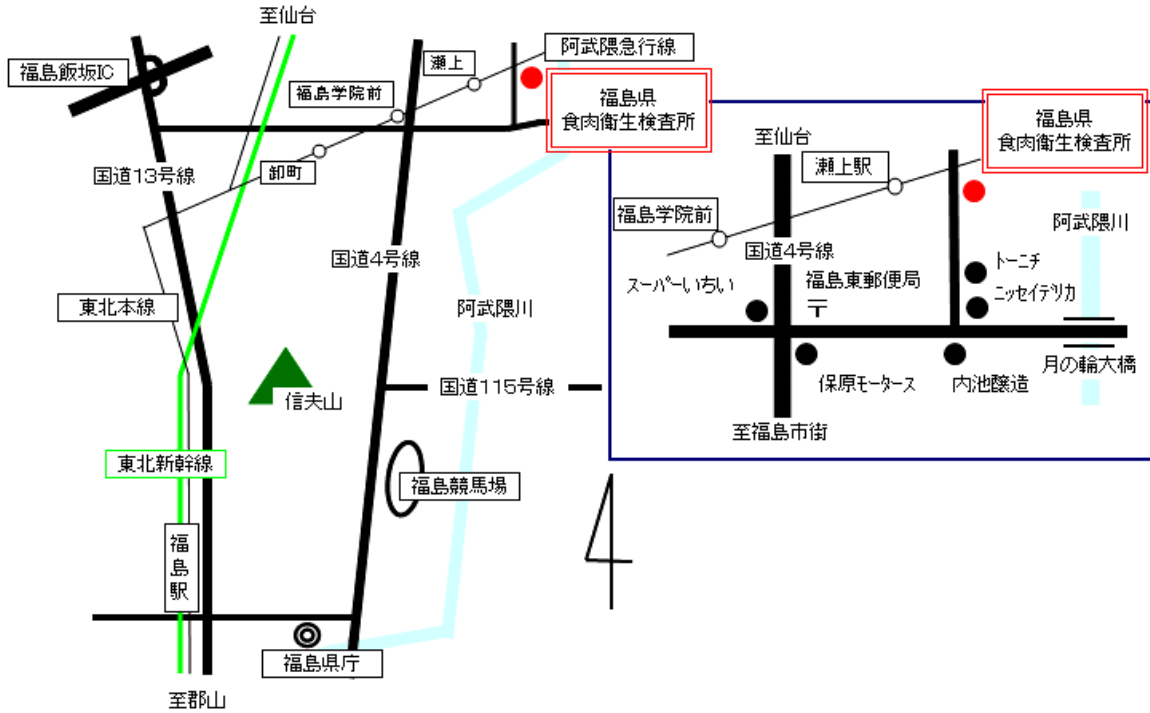 至仙台
福島飯坂IC
瀬上
阿武隈急行線
福島学院前
福島県
食肉衛生検査所
卸町
国道13号線
国道4号線
東北本線
阿武隈川
信夫山
国道115号線
東北新幹線
福島競馬場
福島駅
福島県庁
至郡山
福島県
食肉衛生検査所
至仙台
瀬上駅
福島学院前
阿武隈川
国道4号線
スーパーいちい
福島東郵便局
〒
トーニチ
ニッセイデリカ
保原モータース
内池醸造
月の輪大橋
至福島市街